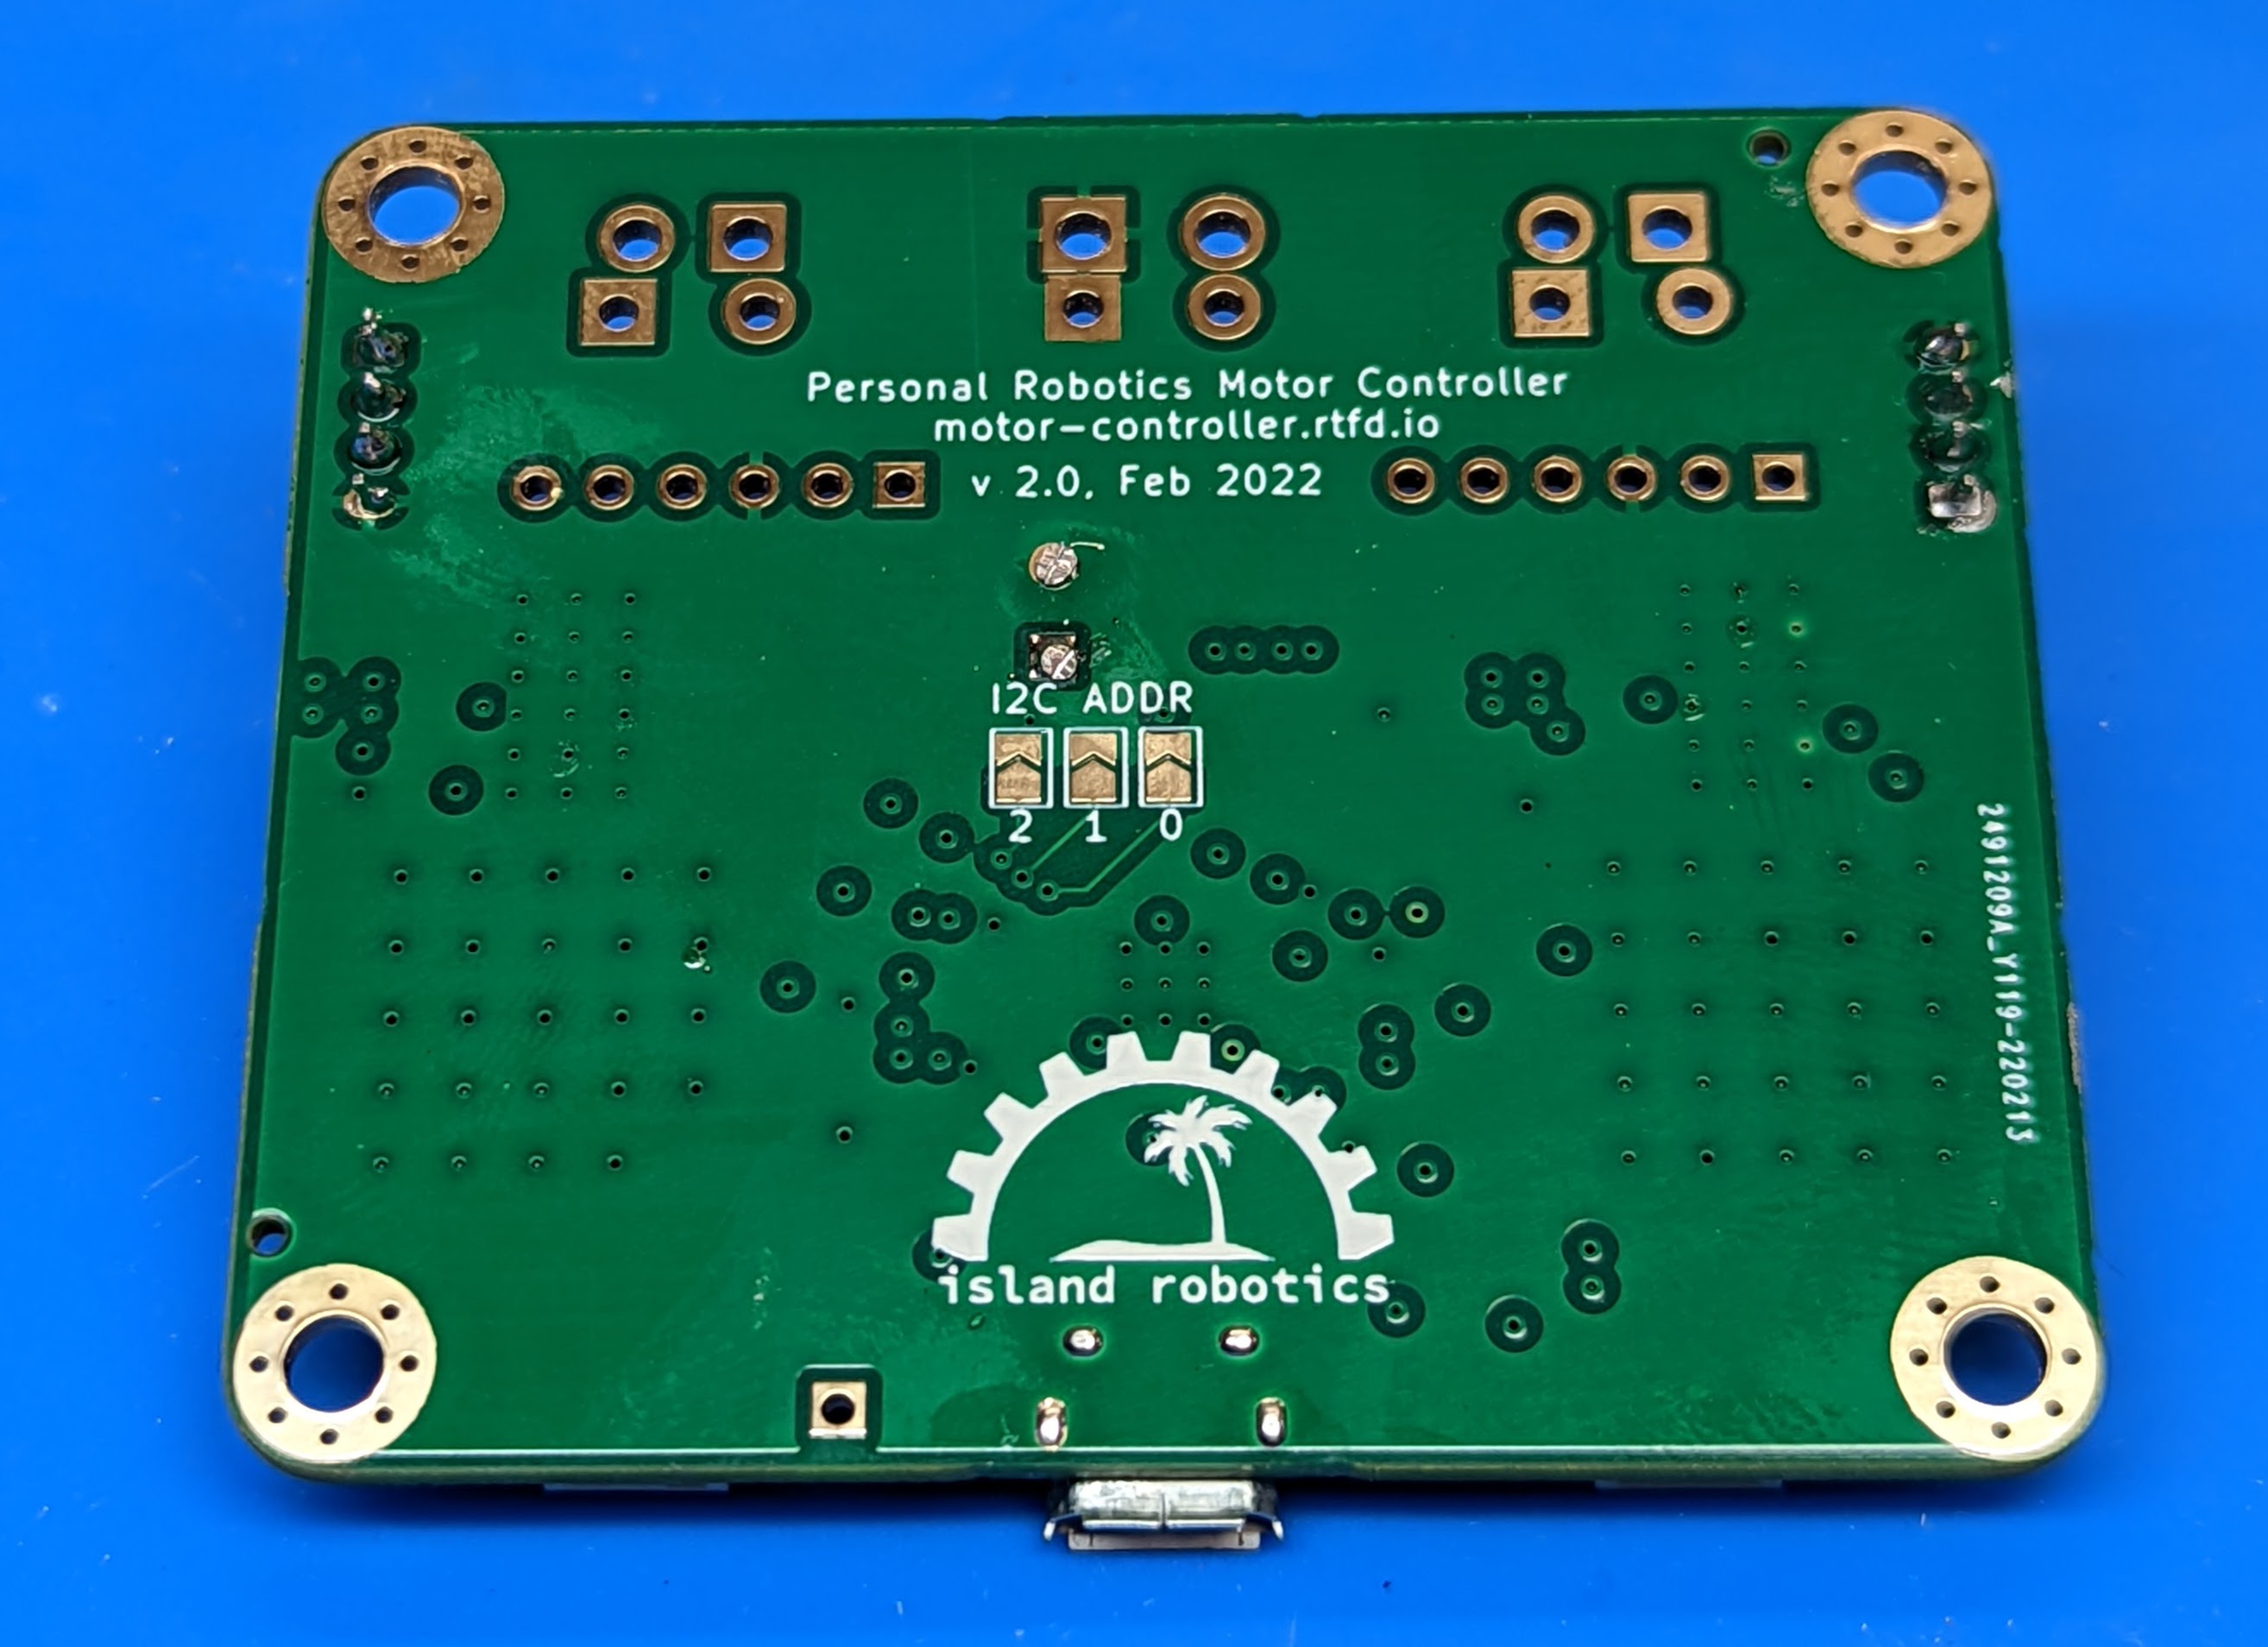 Personal Robotics Motor Controller
motor-controller.rtfd.io
v 2.0, Feb 2022
I2C ADDR
2 1 0
2491209A_Y119-220213
island robotics